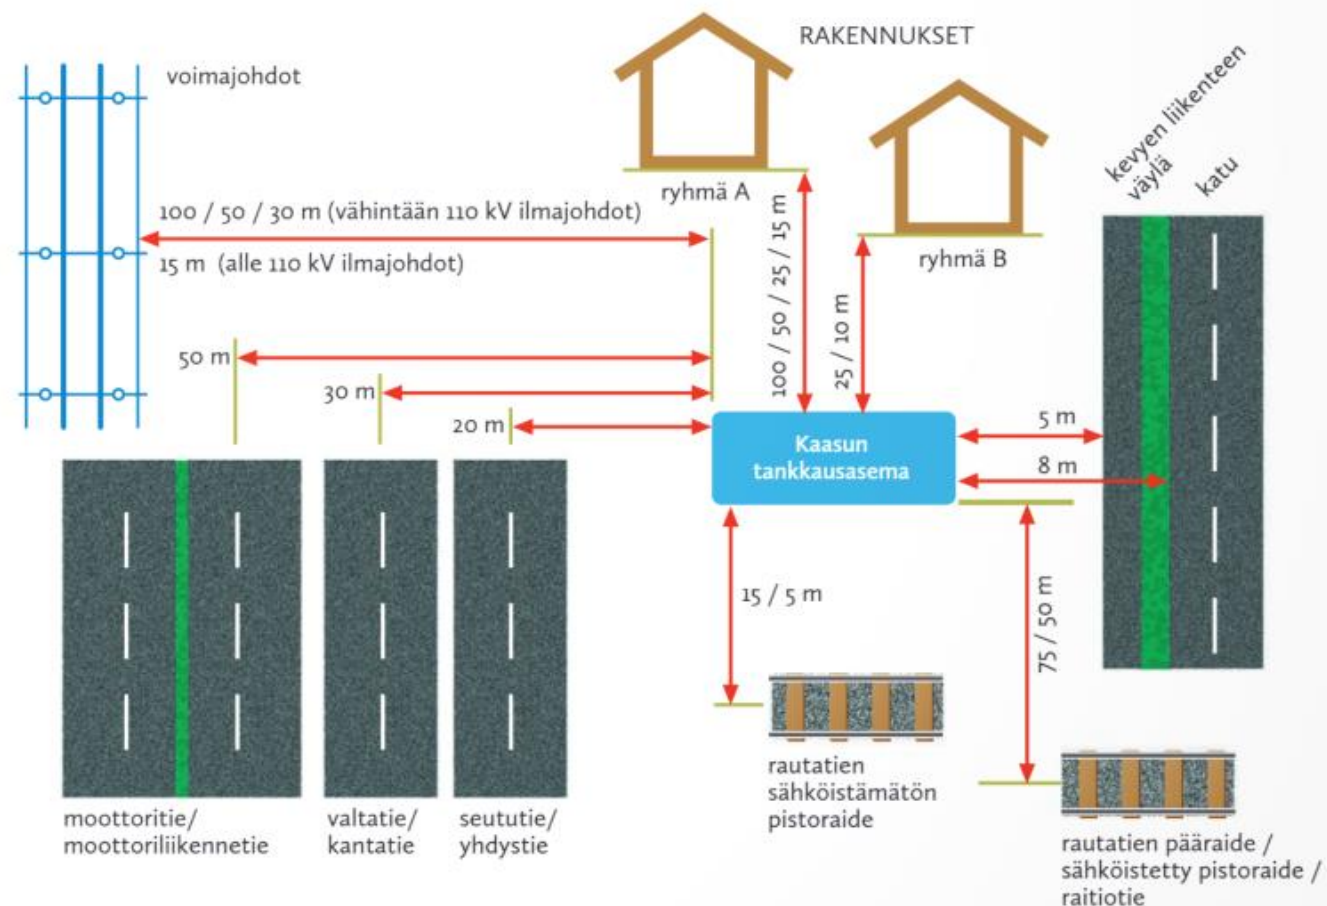 RAKENNUKSET
voimajohdot
kevyen liikenteen
väylä
katu
ryhmä A
100 / 50 / 30 m (vähintään 110 kV ilmajohdot)
15 m (alle 110 kV ilmajohdot)
100 / 50 / 25 / 15 m
ryhmä B
25 / 10 m
50 m
30 m
20 m
Kaasun
tankkausasema
5 m
8 m
15 / 5 m
75 / 50 m
rautatien
sähköistämätön
pistoraide
moottoritie/
moottoriliikennetie
valtatie/
kantatie
seututie/
yhdystie
rautatien pääraide /
sähköistetty pistoraide /
raitiotie